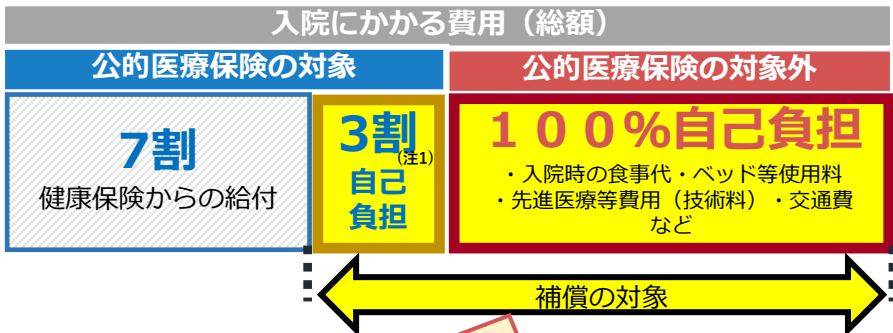 入院にかかる費用（総額）
公的医療保険の対象
公的医療保険の対象外
7割
健康保険からの給付
3割
（注1）
自己
負担
１００%自己負担
・入院時の食事代・ベッド等使用料
・先進医療等費用（技術料）・交通費
など
補償の対象